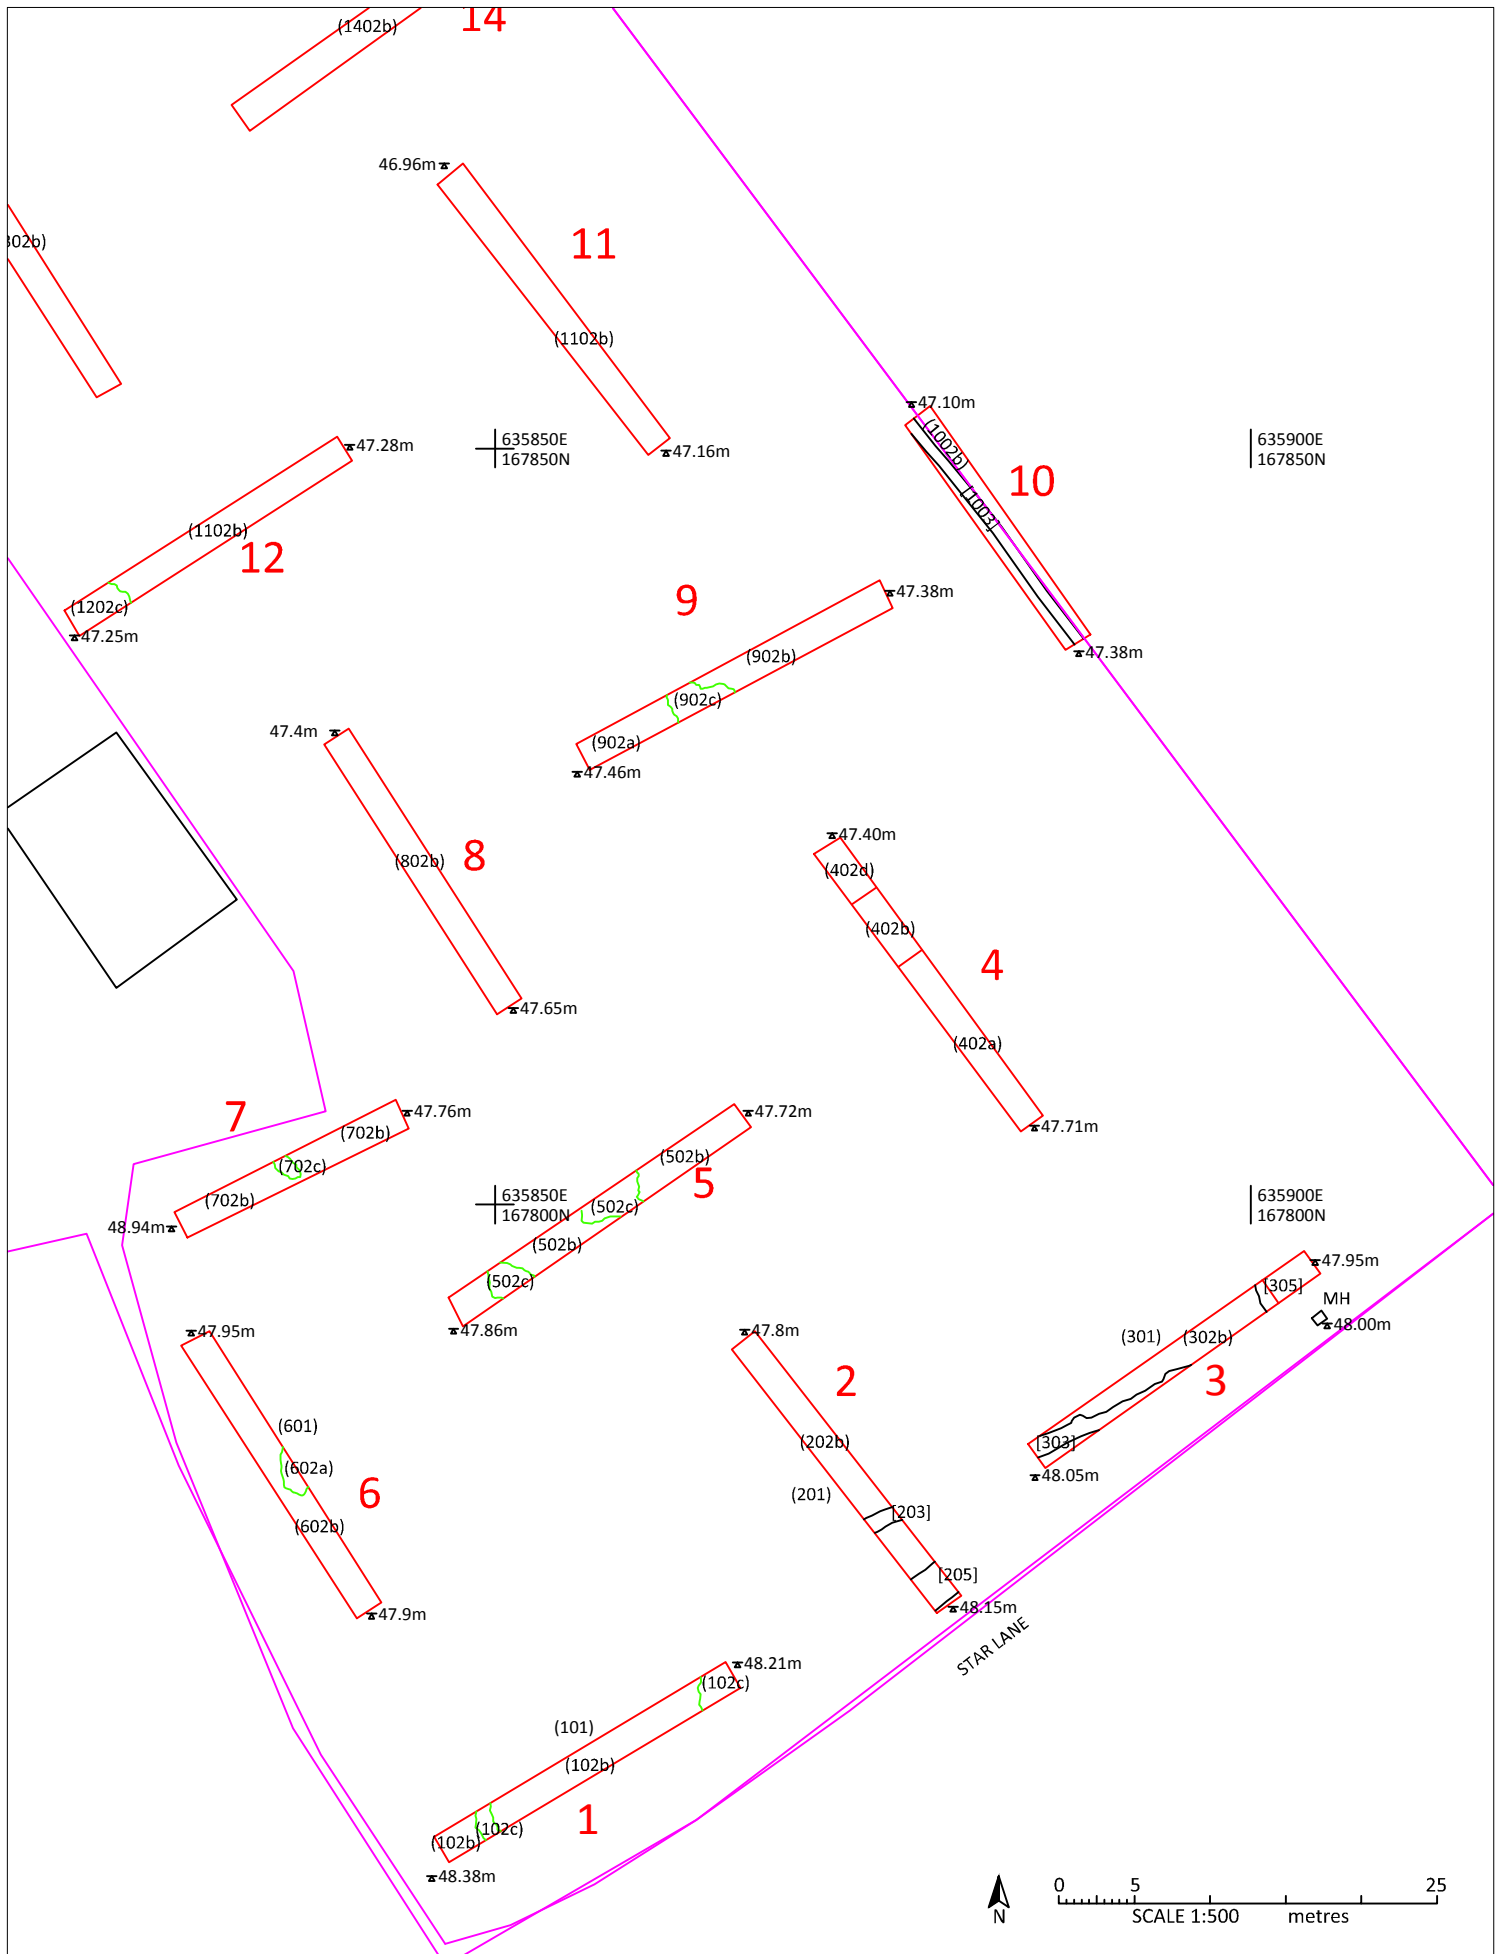 14
(1402b)
46.96m
11
302b)
(1102b)
47.10m
47.28m
635850E
167850N
47.16m
(1002b)
635900E
167850N
10
[1003]
(1102b)
12
(1202c)
47.25m
9
47.38m
(902b)
47.38m
(902c)
(902a)
47.46m
47.4m
47.40m
8
(802b)
(402d)
(402b)
4
47.65m
(402a)
47.71m
7
47.76m
(702b)
(702c)
(702b)
48.94m
47.72m
(502b)
5
635850E
167800N
(502c)
(502b)
(502c)
47.86m
635900E
167800N
47.95m
[305]
MH
48.00m
(301)
(302b)
3
[303]
48.05m
47.95m
(601)
(602a)
6
(602b)
47.9m
47.8m
2
(202b)
(201)
[203]
[205]
48.15m
STAR LANE
48.21m
(102c)
(101)
(102b)
1
(102c)
(102b)
48.38m
N
0 5 25
SCALE 1:500 metres